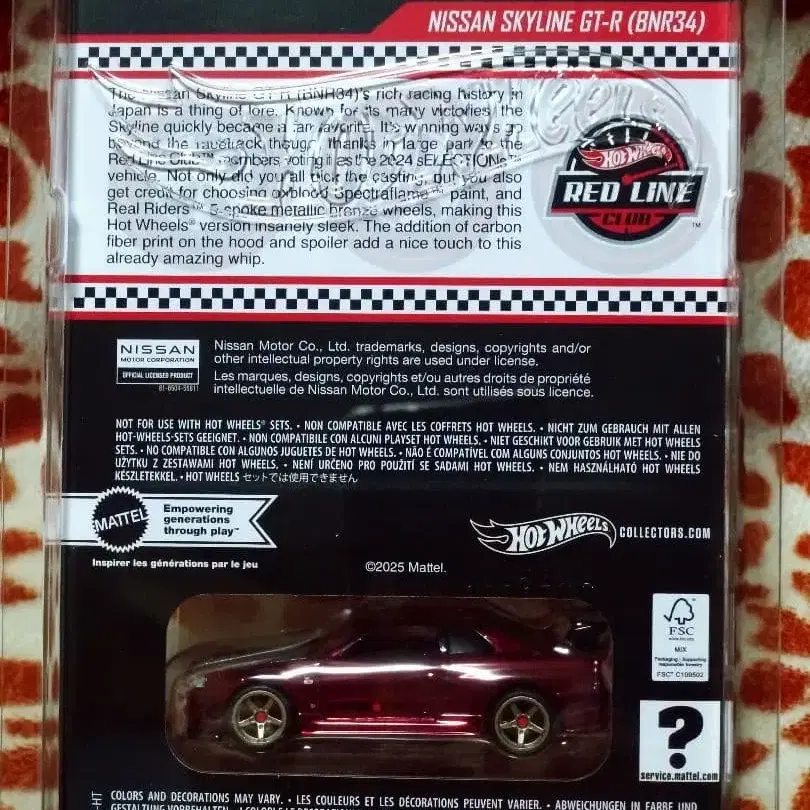 NISSAN SKYLINE GT-R (BNR34)
The Nissan Skyline GT-R (BNR34)'s rich racing history in
Japan is a thing of lore. Known for its many victories, the
Skyline quickly became a fan favorite. It's winning ways go
beyond the racetrack though, thanks in large part to the
Red Line Club™ members voting it as the 2024 sELECTIONs™
vehicle. Not only did you all pick the casting, but you also
get credit for choosing oxblood Spectraflame™ paint, and
Real Riders™ 5-spoke metallic bronze wheels, making this
Hot Wheels® version insanely sleek. The addition of carbon
fiber print on the hood and spoiler add a nice touch to this
already amazing whip.
Hot Wheels
RED LINE
CLUB
™
NISSAN
MOTOR CORPORATION
OFFICIAL LICENSED PRODUCT
Nissan Motor Co., Ltd. trademarks, designs, copyrights and/or
other intellectual property rights are used under license.
Les marques, designs, copyrights et/ou autres droits de propriété
intellectuelle de Nissan Motor Co., Ltd. sont utilisés sous licence.
NOT FOR USE WITH HOT WHEELS® SETS. • NON COMPATIBLE AVEC LES COFFRETS HOT WHEELS. • NICHT ZUM GEBRAUCH MIT ALLEN
HOT-WHEELS-SETS GEEIGNET. • NON COMPATIBILE CON ALCUNI PLAYSET HOT WHEELS. • NIET GESCHIKT VOOR GEBRUIK MET HOT WHEELS
SETS. • NO COMPATIBLE CON ALGUNOS JUGUETES DE HOT WHEELS. • NÃO É COMPATÍVEL COM ALGUNS CONJUNTOS HOT WHEELS. • NIE DO
UŻYTKU Z ZESTAWAMI HOT WHEELS. • NENÍ URČENO PRO POUŽITÍ SE SADAMI HOT WHEELS. • NEM HASZNÁLHATÓ HOT WHEELS
KÉSZLETEKKEL. • HOT WHEELS セットでは使用できません
MATTEL
Empowering
generations
through play™
Inspirer les générations par le jeu
Hot Wheels COLLECTORS.COM
©2025 Mattel.
FSC
MIX
Packaging | Supporting
responsible forestry
FSC® C109502
?
service.mattel.com
COLORS AND DECORATIONS MAY VARY. • LES COULEURS ET LES DÉCORATIONS PEUVENT VARIER. • ABWEICHUNGEN IN FARBE UND